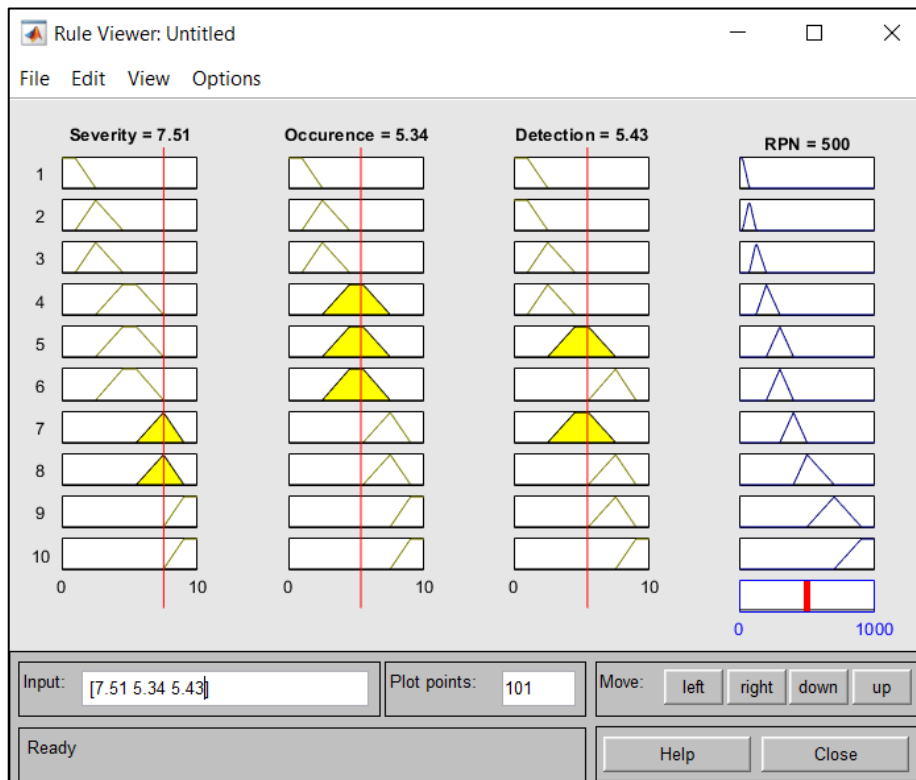 Rule Viewer: Untitled
File Edit View Options
Severity = 7.51 Occurence = 5.34 Detection = 5.43 RPN = 500
1
2
3
4
5
6
7
8
9
10
0 10 0 10 0 10
0 1000
Input: [7.51 5.34 5.43] Plot points: 101 Move: left right down up
Ready Help Close